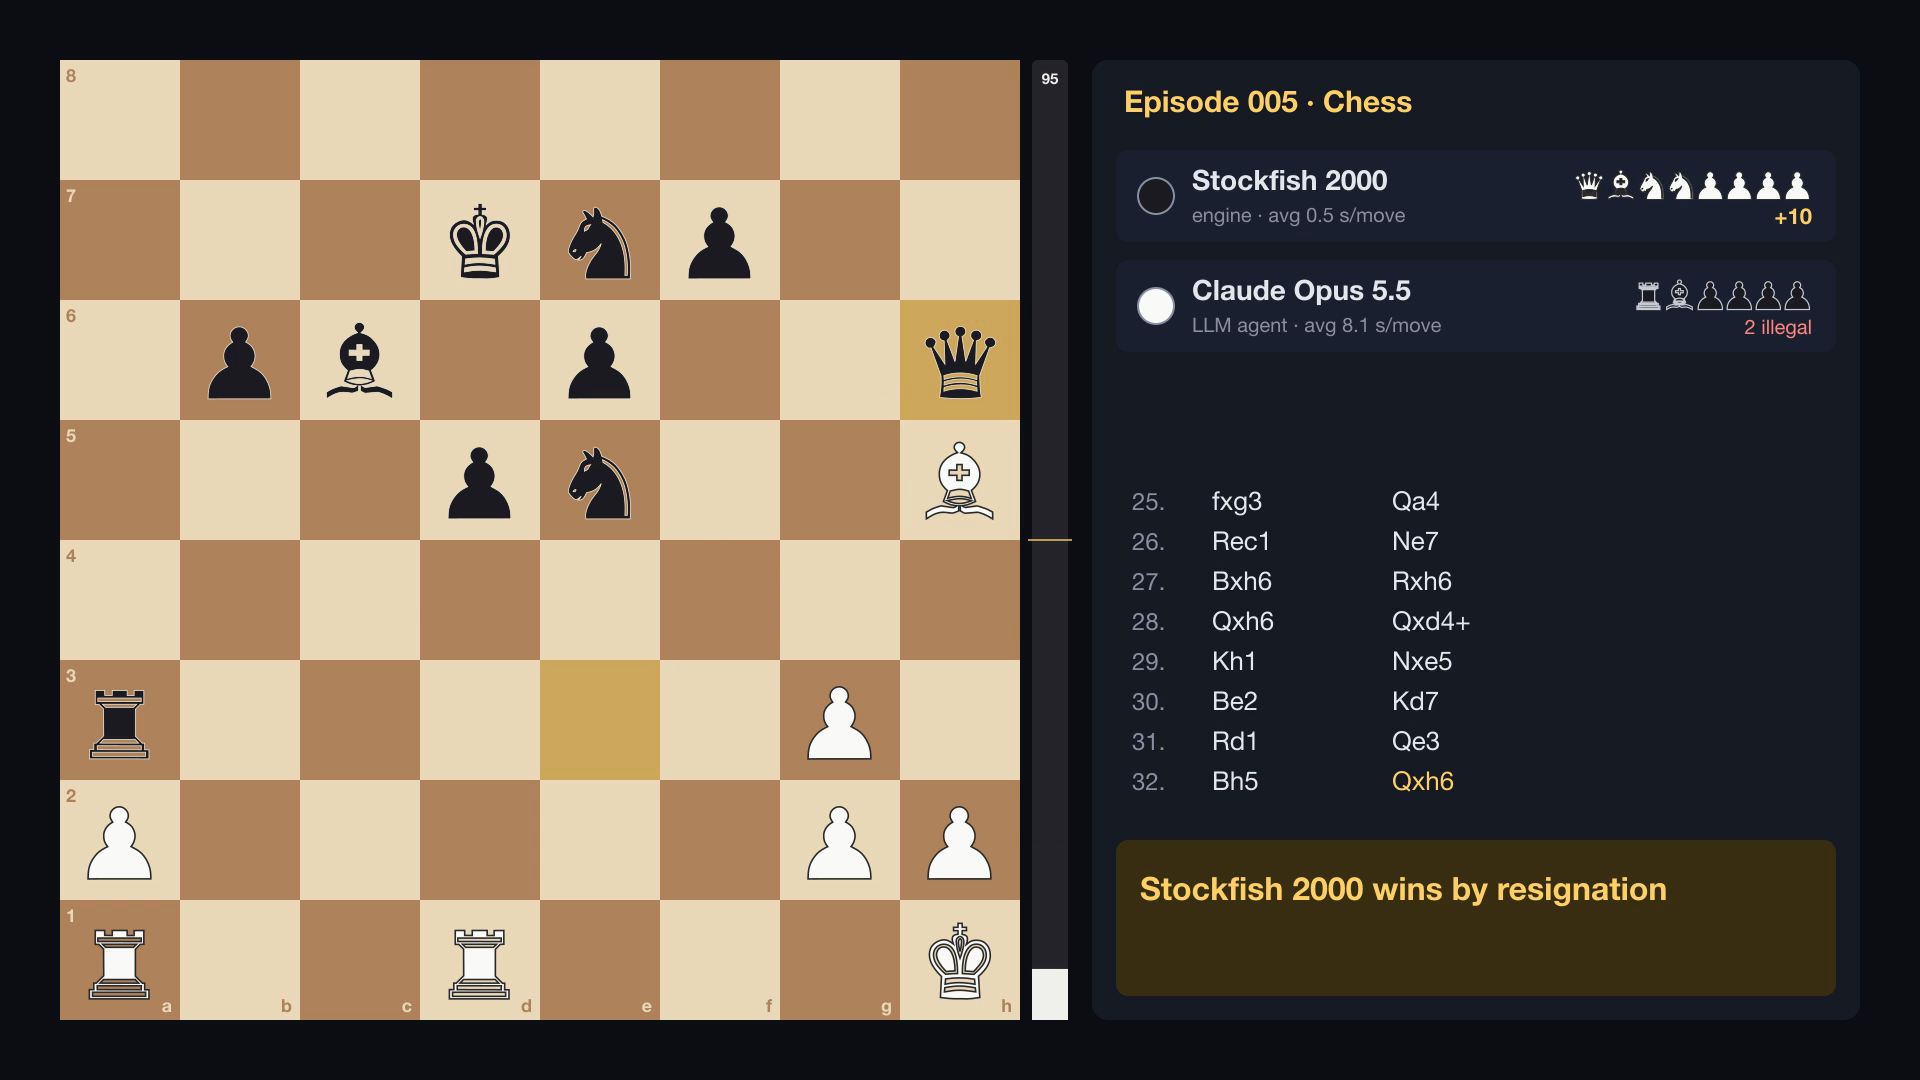 8
7
6
5
4
3
2
1
a
b
c
d
e
f
g
h
95
Episode 005 · Chess
Stockfish 2000
engine · avg 0.5 s/move
+10
Claude Opus 5.5
LLM agent · avg 8.1 s/move
2 illegal
25. fxg3 Qa4
26. Rec1 Ne7
27. Bxh6 Rxh6
28. Qxh6 Qxd4+
29. Kh1 Nxe5
30. Be2 Kd7
31. Rd1 Qe3
32. Bh5 Qxh6
Stockfish 2000 wins by resignation